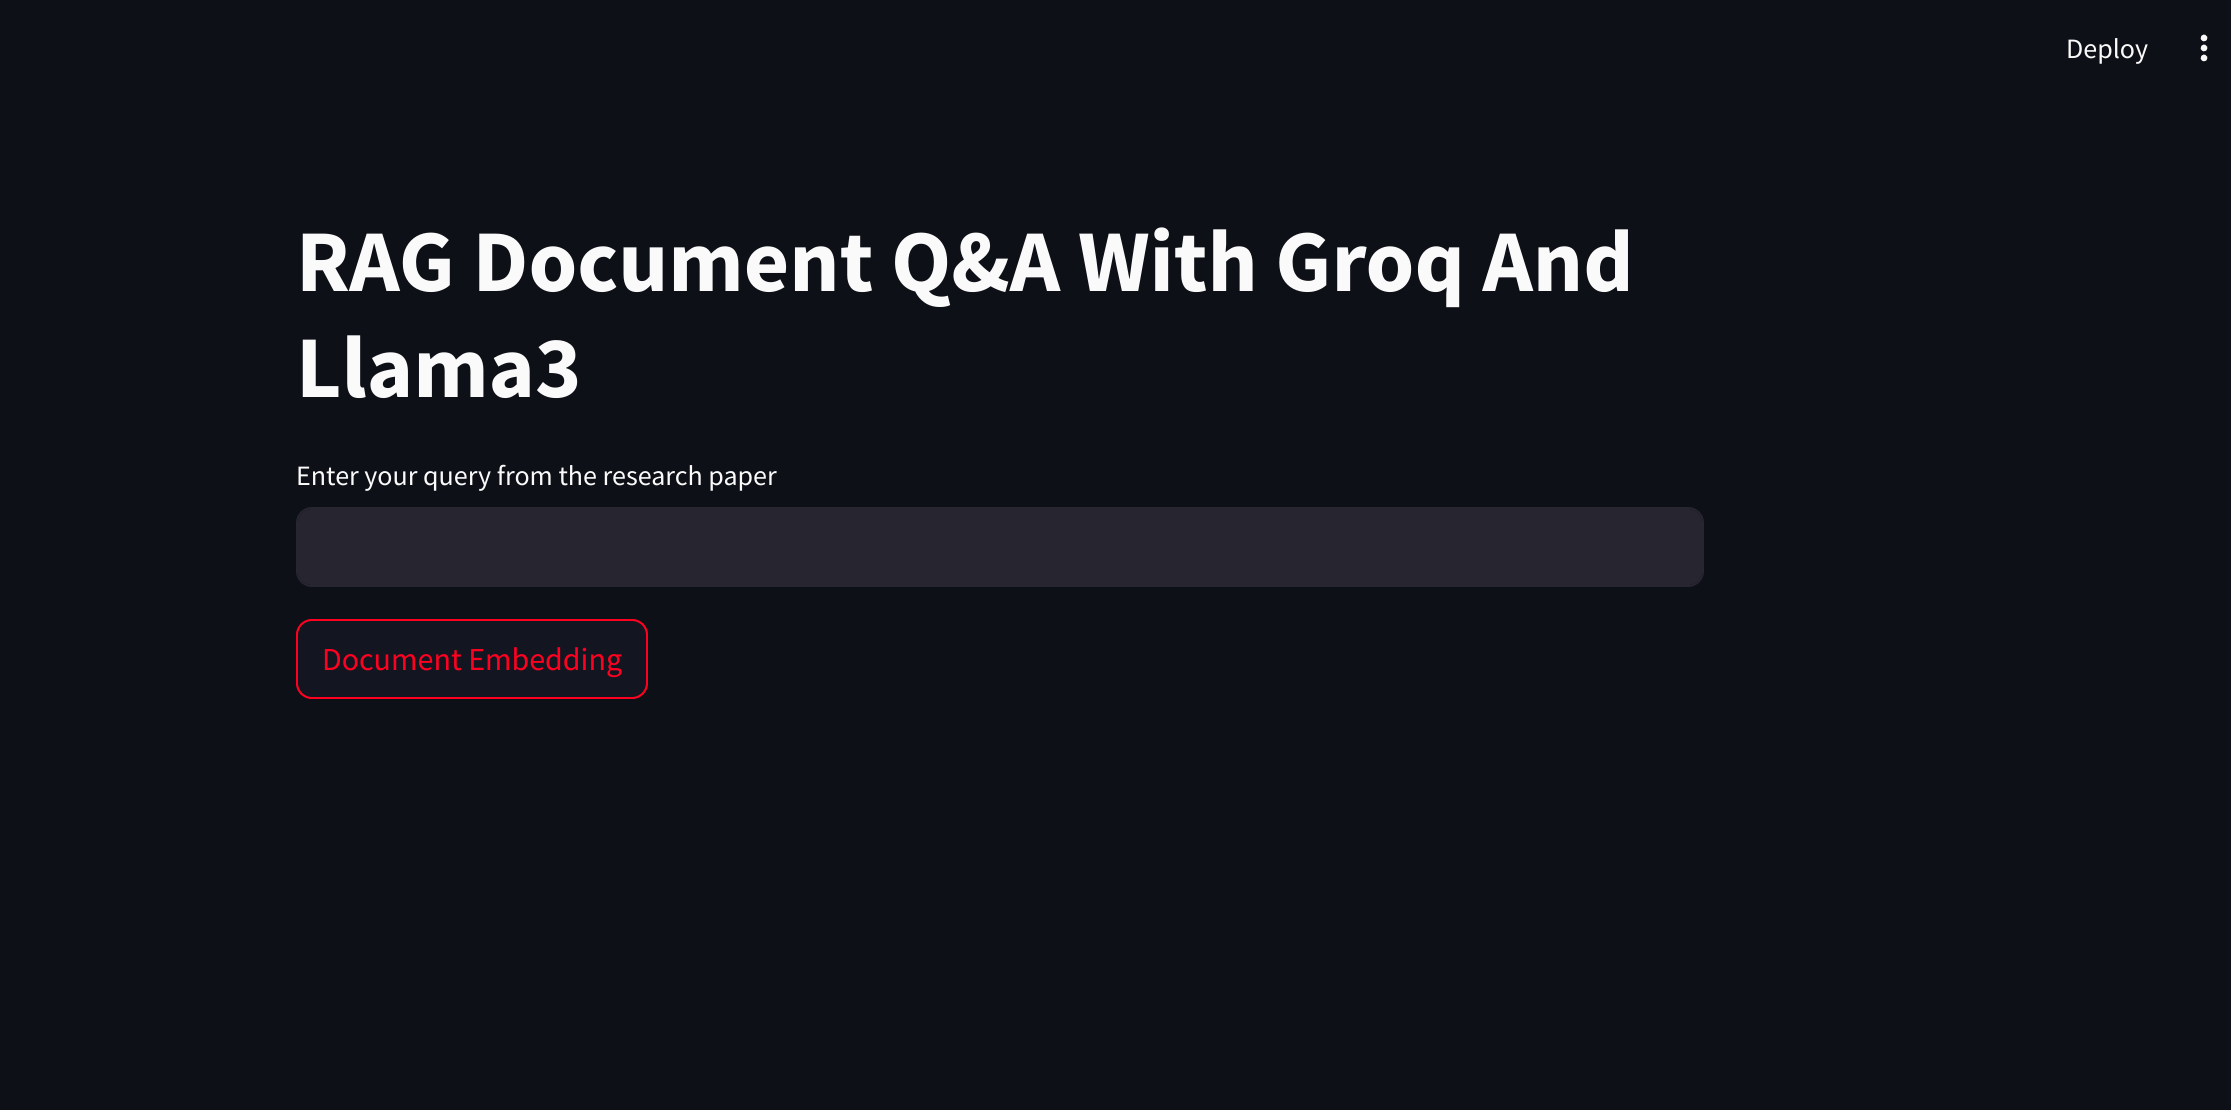 Deploy
RAG Document Q&A With Groq And
Llama3
Enter your query from the research paper
Document Embedding